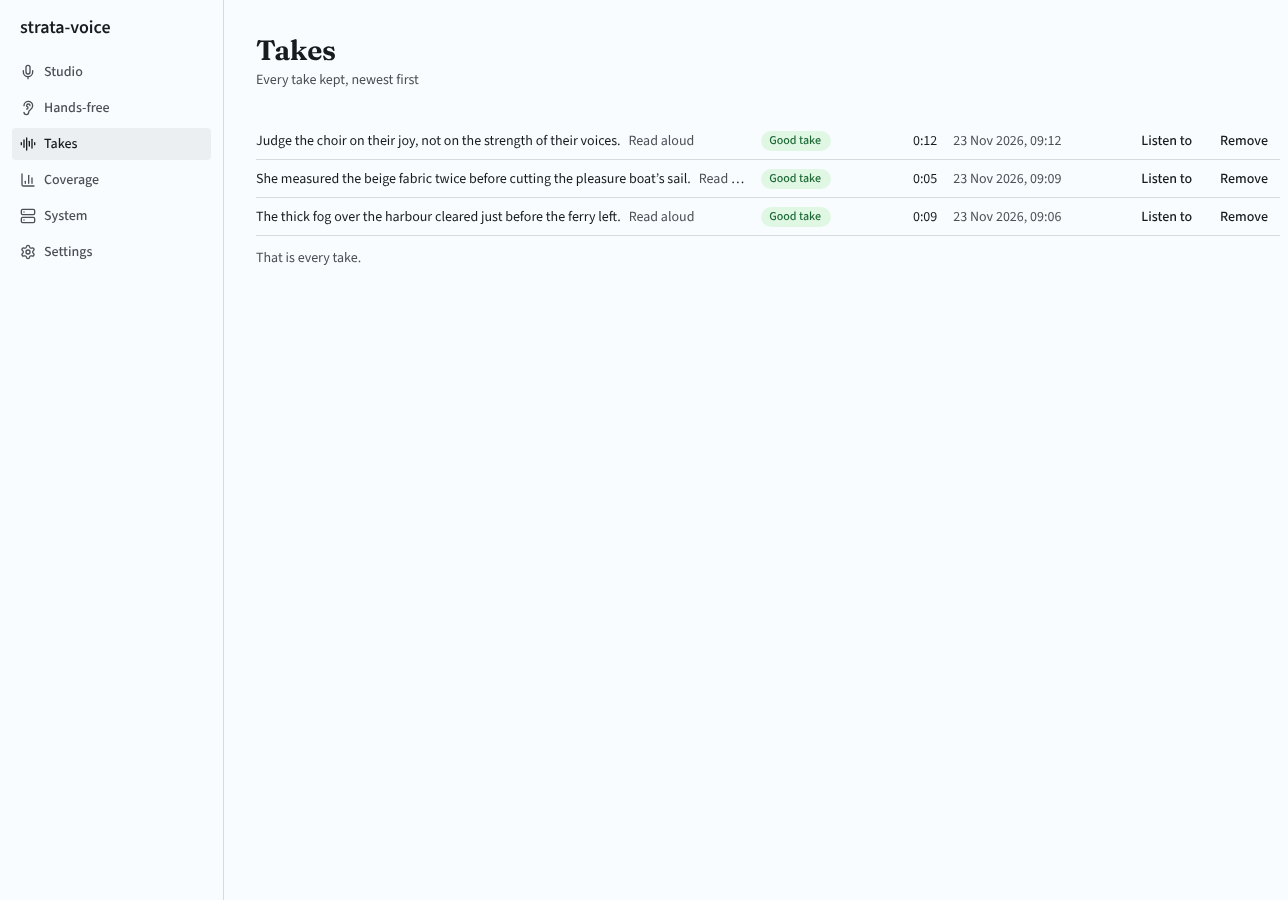 strata-voice
Studio
Hands-free
Takes
Coverage
System
Settings
Takes
Every take kept, newest first
Judge the choir on their joy, not on the strength of their voices. Read aloud Good take 0:12 23 Nov 2026, 09:12 Listen to Remove
She measured the beige fabric twice before cutting the pleasure boat’s sail. Read … Good take 0:05 23 Nov 2026, 09:09 Listen to Remove
The thick fog over the harbour cleared just before the ferry left. Read aloud Good take 0:09 23 Nov 2026, 09:06 Listen to Remove
That is every take.